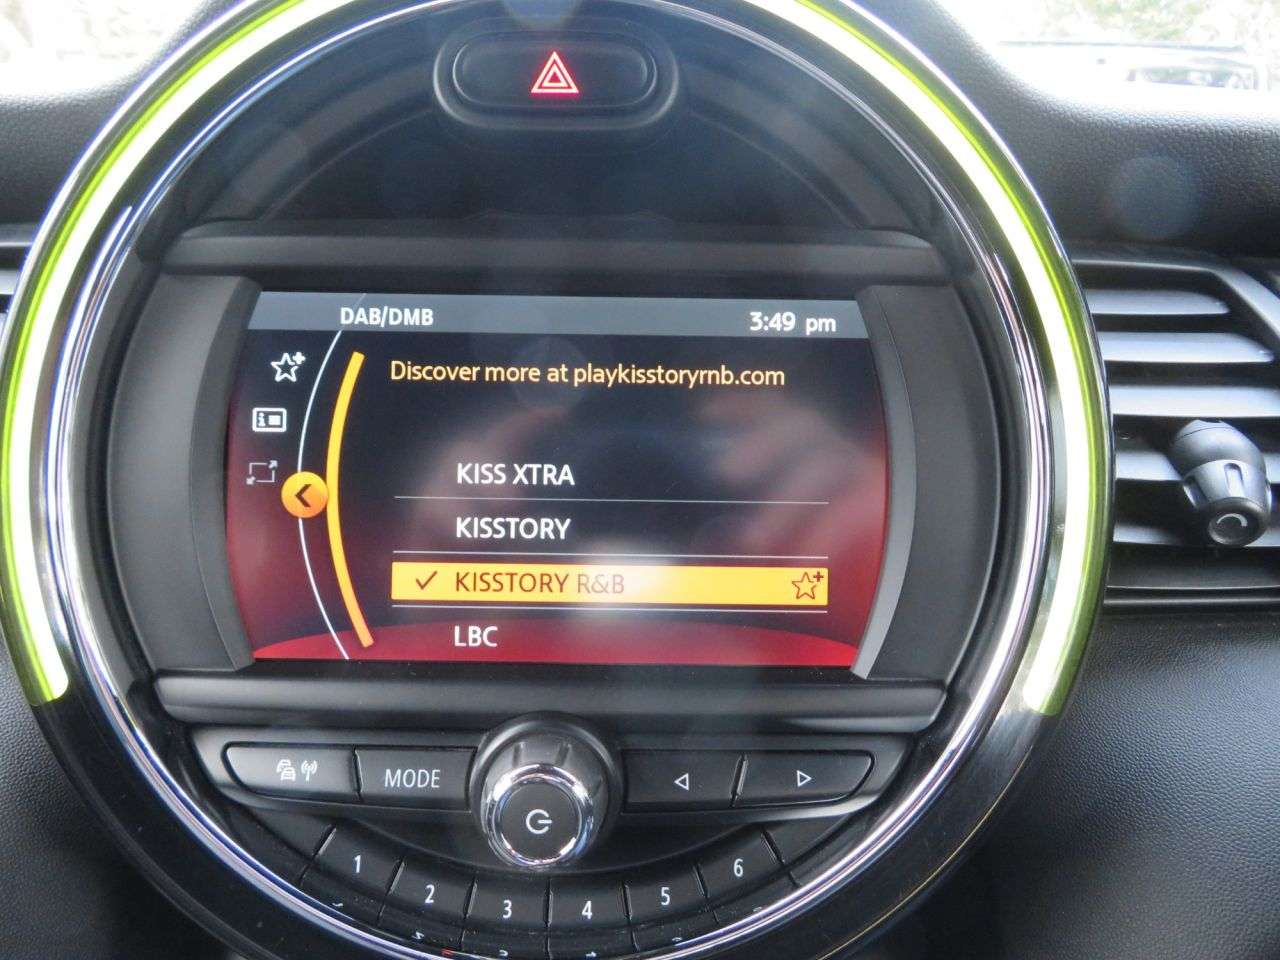 DAB/DMB
3:49 pm
Discover more at playkisstoryrnb.com
KISS XTRA
KISSTORY
KISSTORY R&B
LBC
MODE
1
2
3
4
5
6